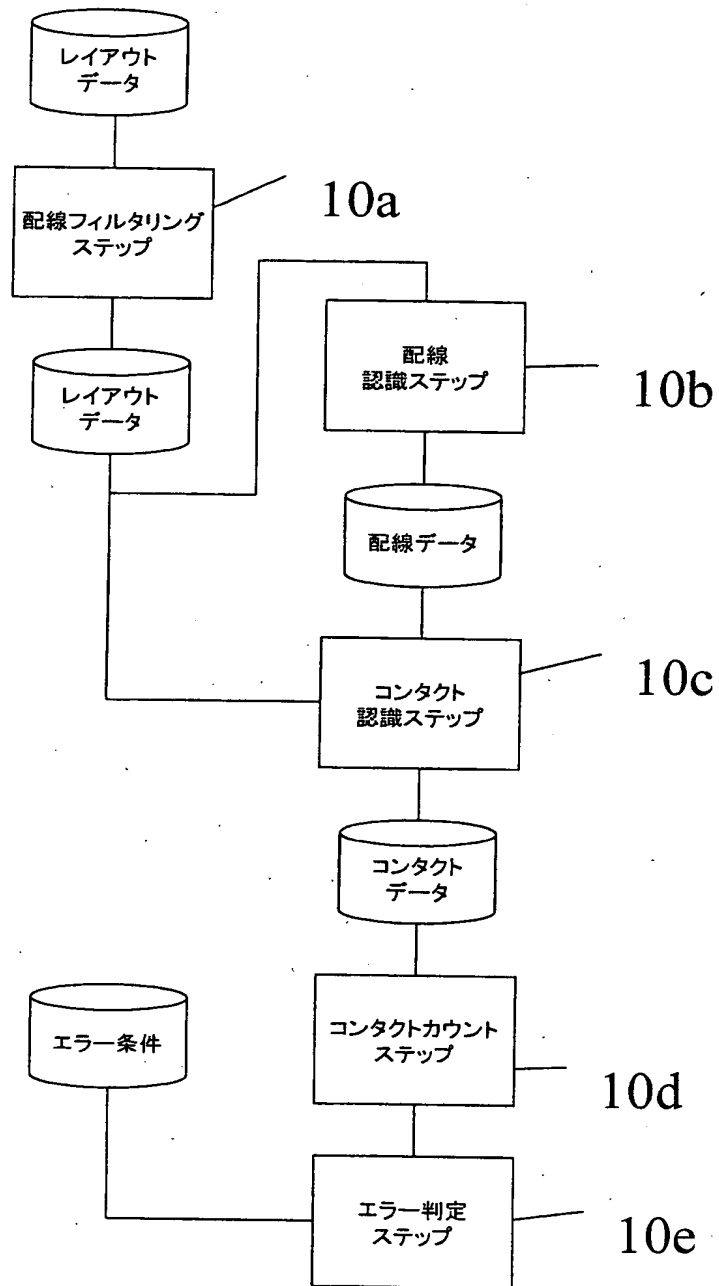 レイアウト
データ
配線フィルタリング
ステップ
10a
レイアウト
データ
配線
認識ステップ
10b
配線データ
コンタクト
認識ステップ
10c
コンタクト
データ
エラー条件
コンタクトカウント
ステップ
10d
エラー判定
ステップ
10e